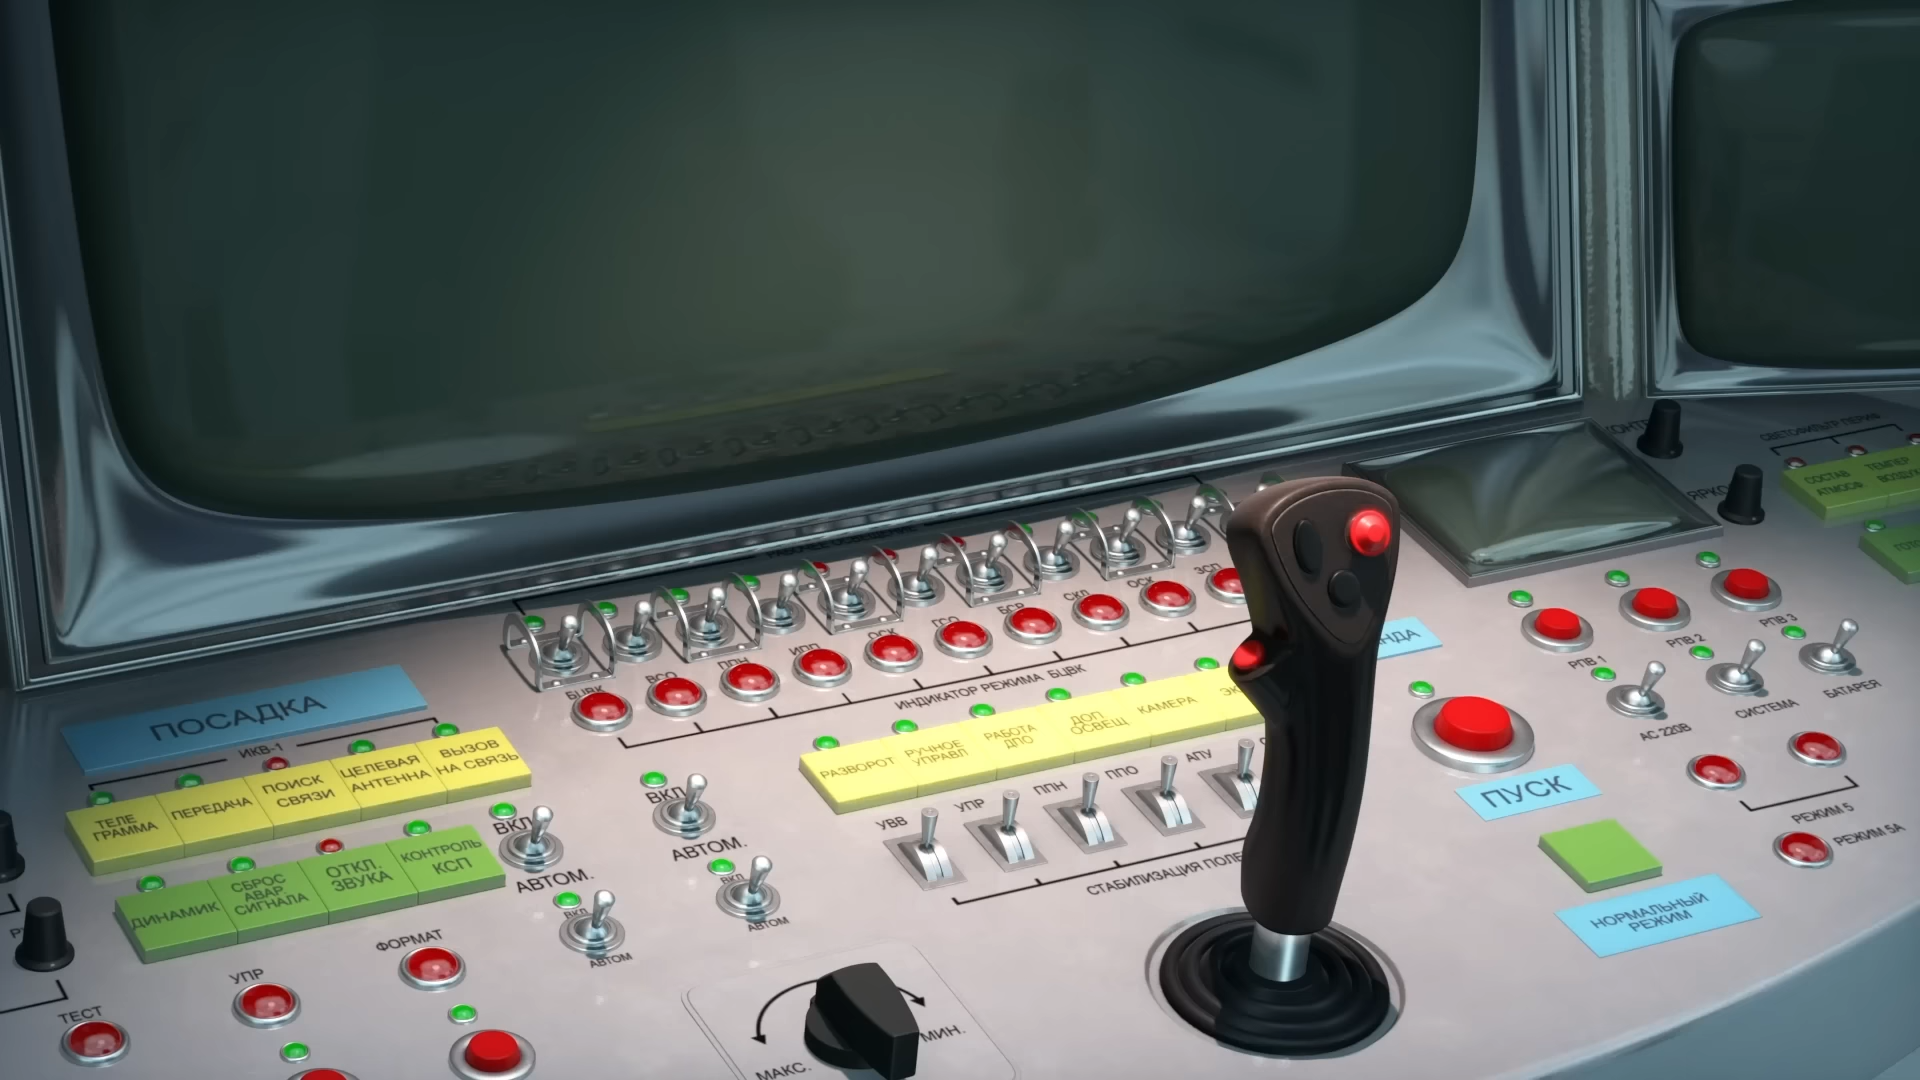 ПОСАДКА
ИКВ-1
ТЕЛЕ
ГРАММА
ПЕРЕДАЧА
ПОИСК
СВЯЗИ
ЦЕЛЕВАЯ
АНТЕННА
ВЫЗОВ
НА СВЯЗЬ
ДИНАМИК
СБРОС
АВАР.
СИГНАЛА
ОТКЛ.
ЗВУКА
КОНТРОЛЬ
КСП
ВКЛ
АВТОМ.
ВКЛ
АВТОМ
ВКЛ
АВТОМ.
ВКЛ
АВТОМ
ФОРМАТ
УПР
ТЕСТ
МАКС.
МИН.
БЦВК
ВСО
ППН
ИПП
ОСК
ГСО
БСР
СКЛ
ОСК
ЗСП
ИНДИКАТОР РЕЖИМА БЦВК
РАЗВОРОТ
РУЧНОЕ
УПРАВЛ
РАБОТА
ДПО
ДОП
ОСВЕЩ
КАМЕРА
УВВ
УПР
ППН
ППО
АПУ
СТАБИЛИЗАЦИЯ
СВЕТОФИЛЬТР
СОСТАВ
АТМОСФ
РПВ 1
РПВ 2
РПВ 3
АС 220В
СИСТЕМА
БАТАРЕЯ
ПУСК
РЕЖИМ 5
РЕЖИМ 5А
НОРМАЛЬНЫЙ
РЕЖИМ